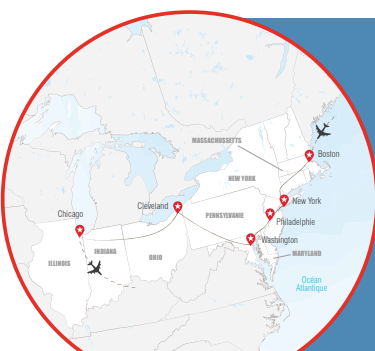 MASSACHUSETTS
Boston
NEW YORK
Cleveland
New York
Chicago
PENNSYLVANIE
Philadelphie
Washington
INDIANA
MARYLAND
ILLINOIS
OHIO
Océan
Atlantique